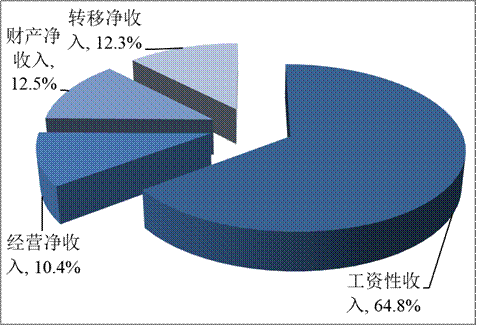 转移净收
入, 12.3%
财产净
收入,
12.5%
经营净收
入, 10.4%
工资性收
入, 64.8%